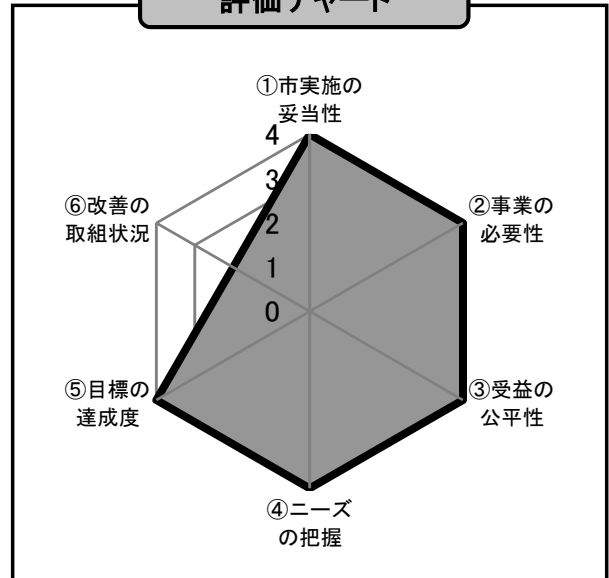 評価チャート
①市実施の
妥当性
4
3
2
1
0
②事業の
必要性
③受益の
公平性
④ニーズ
の把握
⑤目標の
達成度
⑥改善の
取組状況